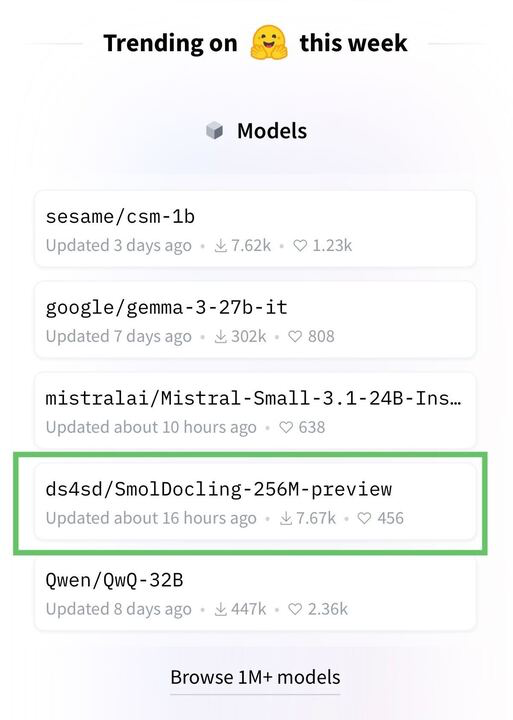 Trending on 🤗 this week
Models
sesame/csm-1b
Updated 3 days ago • 7.62k • 1.23k
google/gemma-3-27b-it
Updated 7 days ago • 302k • 808
mistralai/Mistral-Small-3.1-24B-Ins…
Updated about 10 hours ago • 638
ds4sd/SmolDocling-256M-preview
Updated about 16 hours ago • 7.67k • 456
Qwen/QwQ-32B
Updated 8 days ago • 447k • 2.36k
Browse 1M+ models